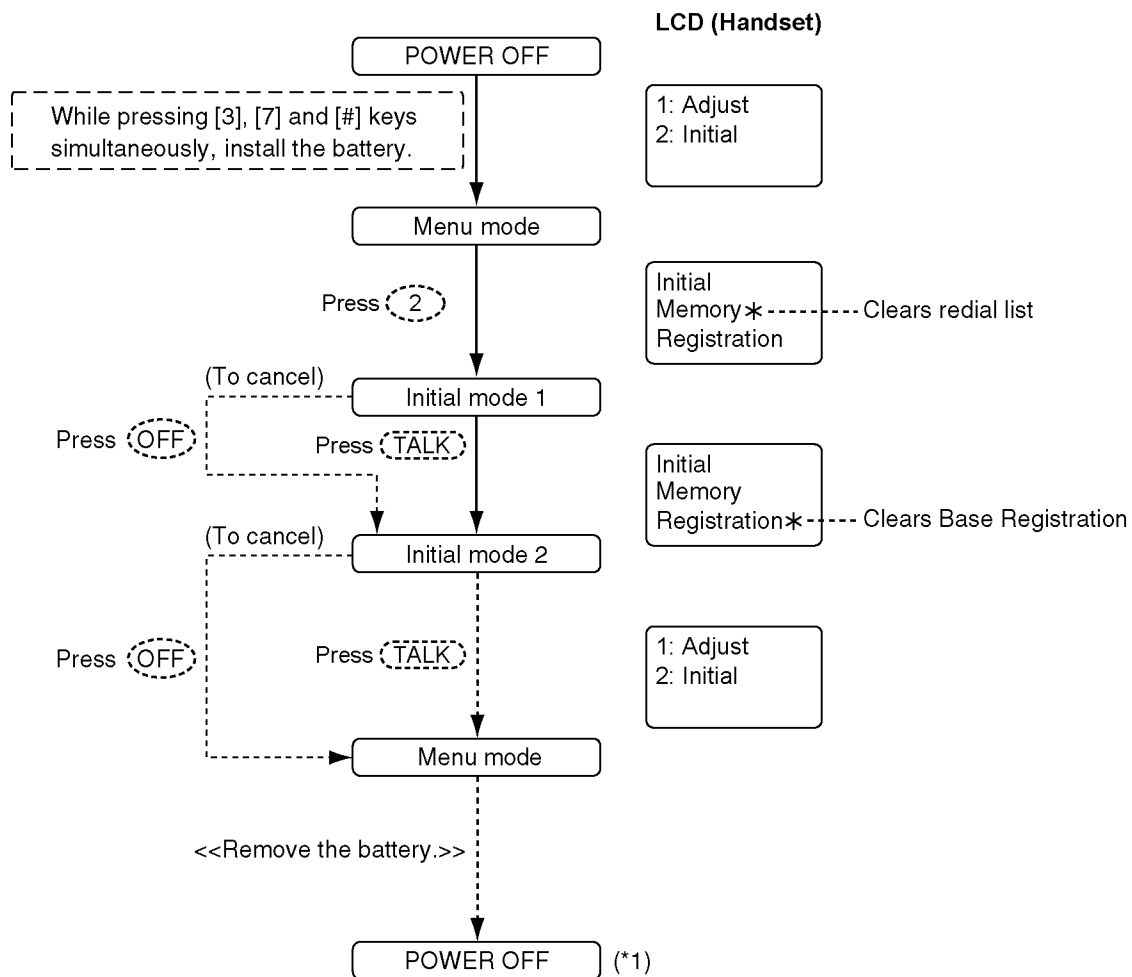 LCD (Handset)
POWER OFF
While pressing [3], [7] and [#] keys
simultaneously, install the battery.
1: Adjust
2: Initial
Menu mode
Press 2
Initial
Memory* Clears redial list
Registration
(To cancel)
Initial mode 1
Press OFF
Press TALK
Initial
Memory
Registration* Clears Base Registration
(To cancel)
Initial mode 2
Press OFF
Press TALK
1: Adjust
2: Initial
Menu mode
<<Remove the battery.>>
POWER OFF (*1)